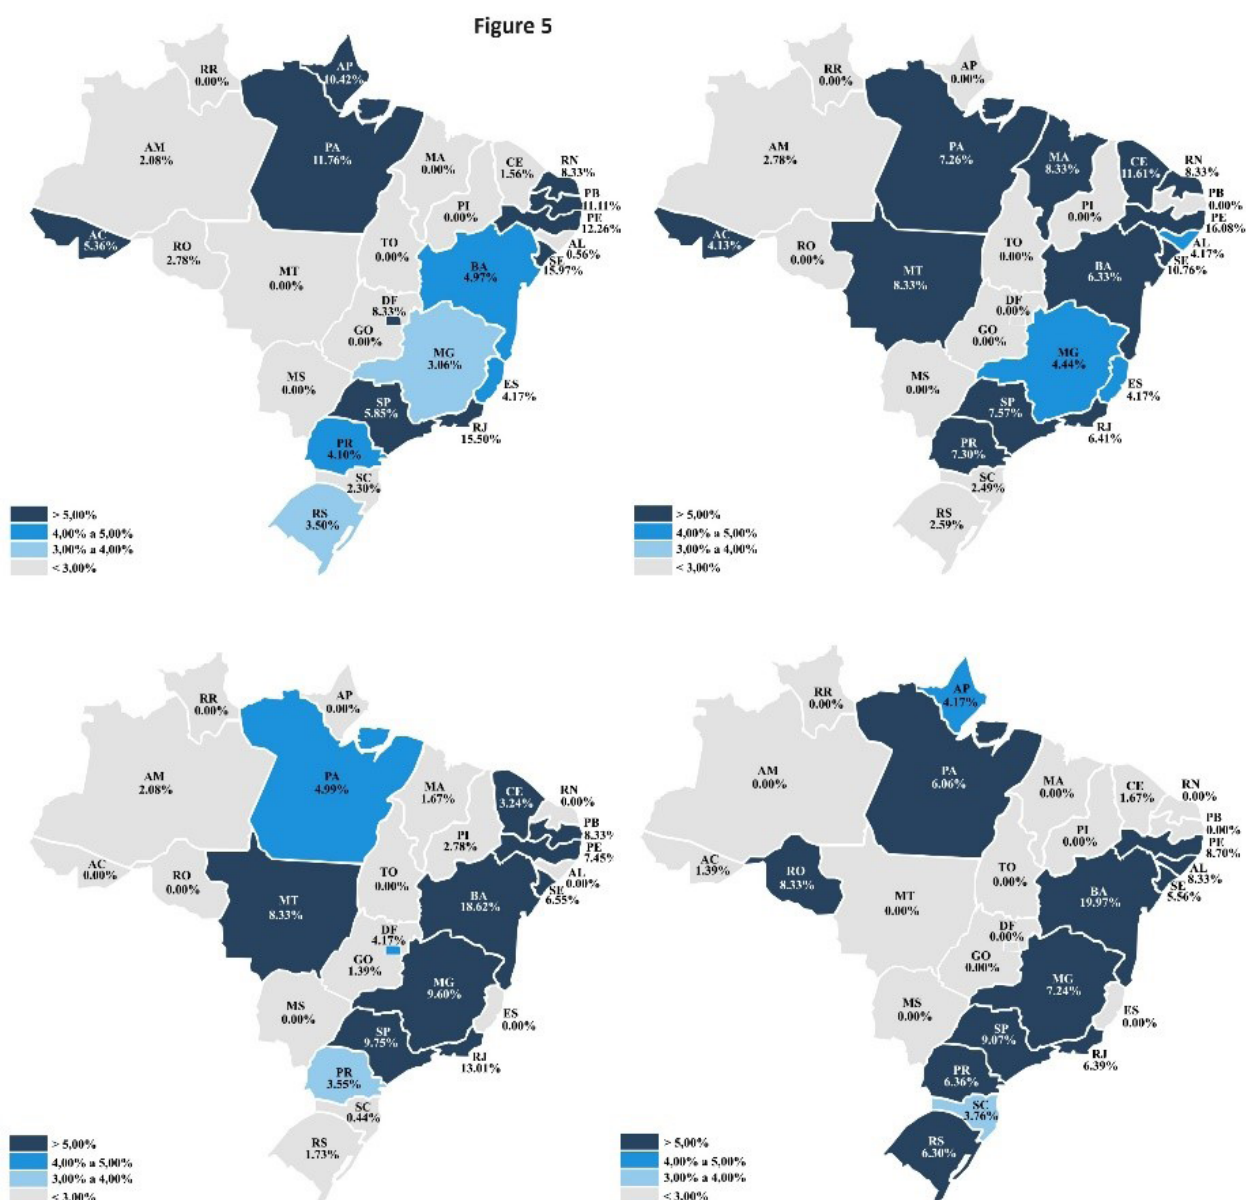 Figure 5
RR
0.00%
AP
10.42%
AM
2.08%
PA
11.76%
MA
0.00%
CE
1.56%
RN
8.33%
PB
11.11%
PI
0.00%
PE
12.26%
AC
5.36%
RO
2.78%
TO
0.00%
AL
0.56%
SE
15.97%
MT
0.00%
BA
4.97%
DF
8.33%
GO
0.00%
MG
3.06%
MS
0.00%
ES
4.17%
SP
5.85%
RJ
15.50%
PR
4.10%
SC
2.30%
RS
3.50%
> 5,00%
4,00% a 5,00%
3,00% a 4,00%
< 3,00%
RR
0.00%
AP
0.00%
AM
2.78%
PA
7.26%
MA
8.33%
CE
11.61%
RN
8.33%
PB
0.00%
PI
0.00%
PE
16.08%
AC
4.13%
RO
0.00%
TO
0.00%
AL
4.17%
SE
10.76%
MT
8.33%
BA
6.33%
DF
0.00%
GO
0.00%
MG
4.44%
MS
0.00%
ES
4.17%
SP
7.57%
RJ
6.41%
PR
7.30%
SC
2.49%
RS
2.59%
> 5,00%
4,00% a 5,00%
3,00% a 4,00%
< 3,00%
RR
0.00%
AP
0.00%
AM
2.08%
PA
4.99%
MA
1.67%
CE
3.24%
RN
0.00%
PB
8.33%
PI
2.78%
PE
7.45%
AC
0.00%
RO
0.00%
TO
0.00%
AL
0.00%
SE
6.55%
MT
8.33%
BA
18.62%
DF
4.17%
GO
1.39%
MG
9.60%
MS
0.00%
ES
0.00%
SP
9.75%
RJ
13.01%
PR
3.55%
SC
0.44%
RS
1.73%
> 5,00%
4,00% a 5,00%
3,00% a 4,00%
< 3,00%
RR
0.00%
AP
4.17%
AM
0.00%
PA
6.06%
MA
0.00%
CE
1.67%
RN
0.00%
PB
0.00%
PI
0.00%
PE
8.70%
AC
1.39%
RO
8.33%
TO
0.00%
AL
8.33%
SE
5.56%
MT
0.00%
BA
19.97%
DF
0.00%
GO
0.00%
MG
7.24%
MS
0.00%
ES
0.00%
SP
9.07%
RJ
6.39%
PR
6.36%
SC
3.76%
RS
6.30%
> 5,00%
4,00% a 5,00%
3,00% a 4,00%
< 3,00%